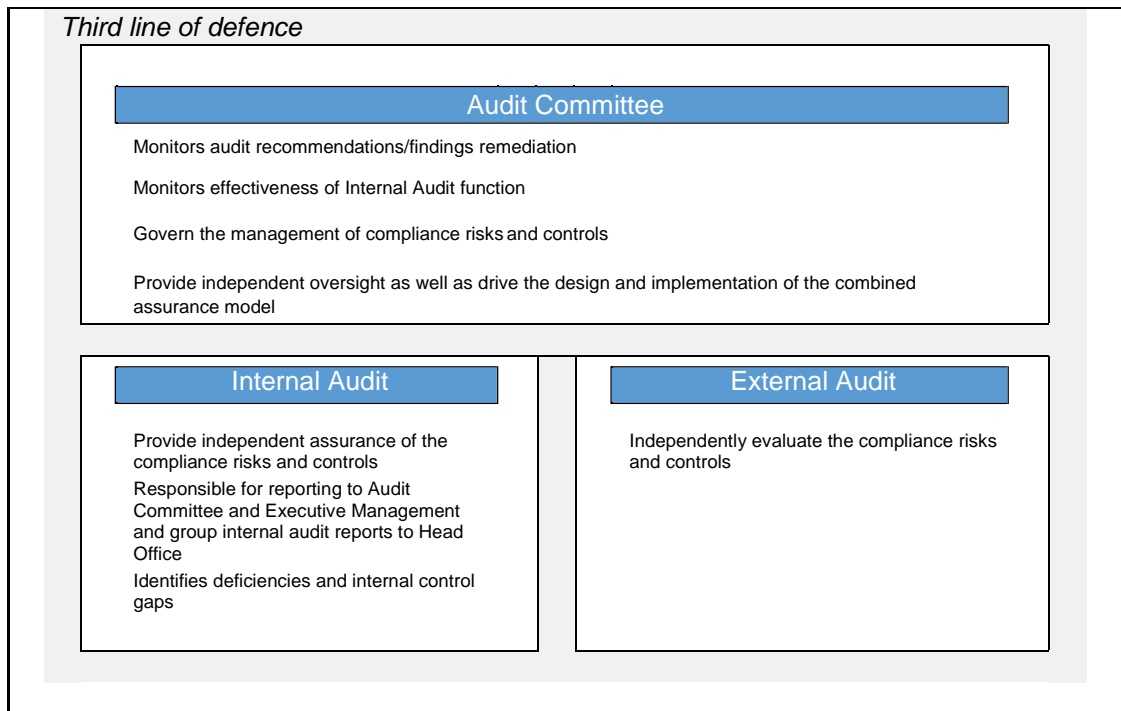 Third line of defence
Audit Committee
Monitors audit recommendations/findings remediation
Monitors effectiveness of Internal Audit function
Govern the management of compliance risks and controls
Provide independent oversight as well as drive the design and implementation of the combined
assurance model
Internal Audit
Provide independent assurance of the
compliance risks and controls
Responsible for reporting to Audit
Committee and Executive Management
and group internal audit reports to Head
Office
Identifies deficiencies and internal control
gaps
External Audit
Independently evaluate the compliance risks
and controls